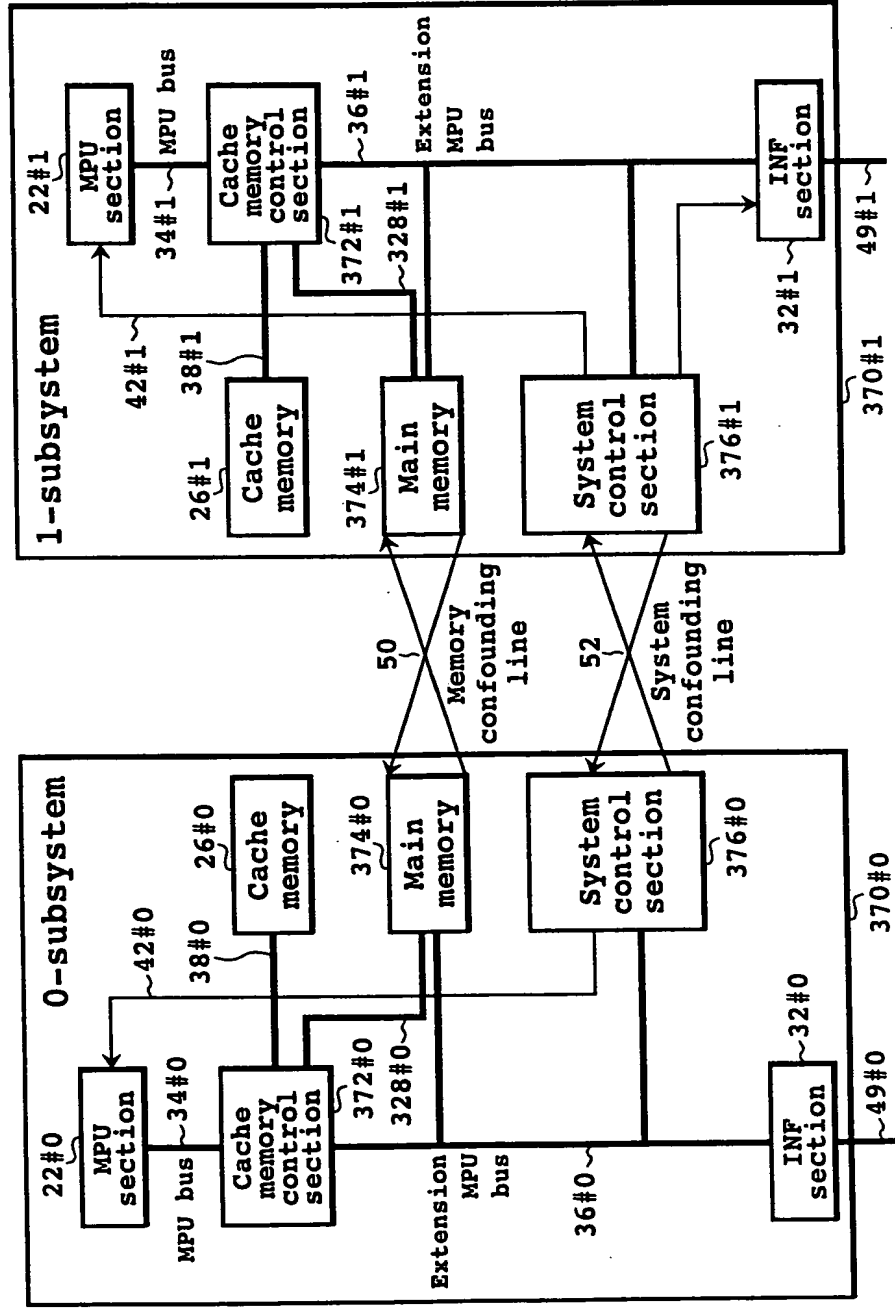 0-subsystem
22#0
MPU
section
42#0
MPU bus
34#0
38#0
26#0
Cache
memory
Cache
memory
control
section
372#0
328#0
374#0
Main
memory
Extension
MPU
bus
36#0
System
control
section
376#0
INF
section
32#0
370#0
49#0
50
Memory
confounding
line
52
System
confounding
line
1-subsystem
22#1
MPU
section
42#1
34#1
MPU bus
38#1
26#1
Cache
memory
Cache
memory
control
section
372#1
328#1
36#1
374#1
Main
memory
Extension
MPU
bus
System
control
section
376#1
INF
section
32#1
370#1
49#1